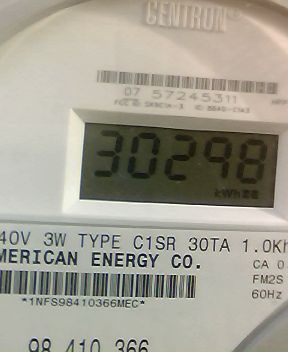 CENTRON®
07 57245311
30298
kWh
40V 3W TYPE C1SR 30TA 1.0Kh
MERICAN ENERGY CO.
CA 0.
FM2S
60Hz
*1NFS98410366MEC*
98 410 366